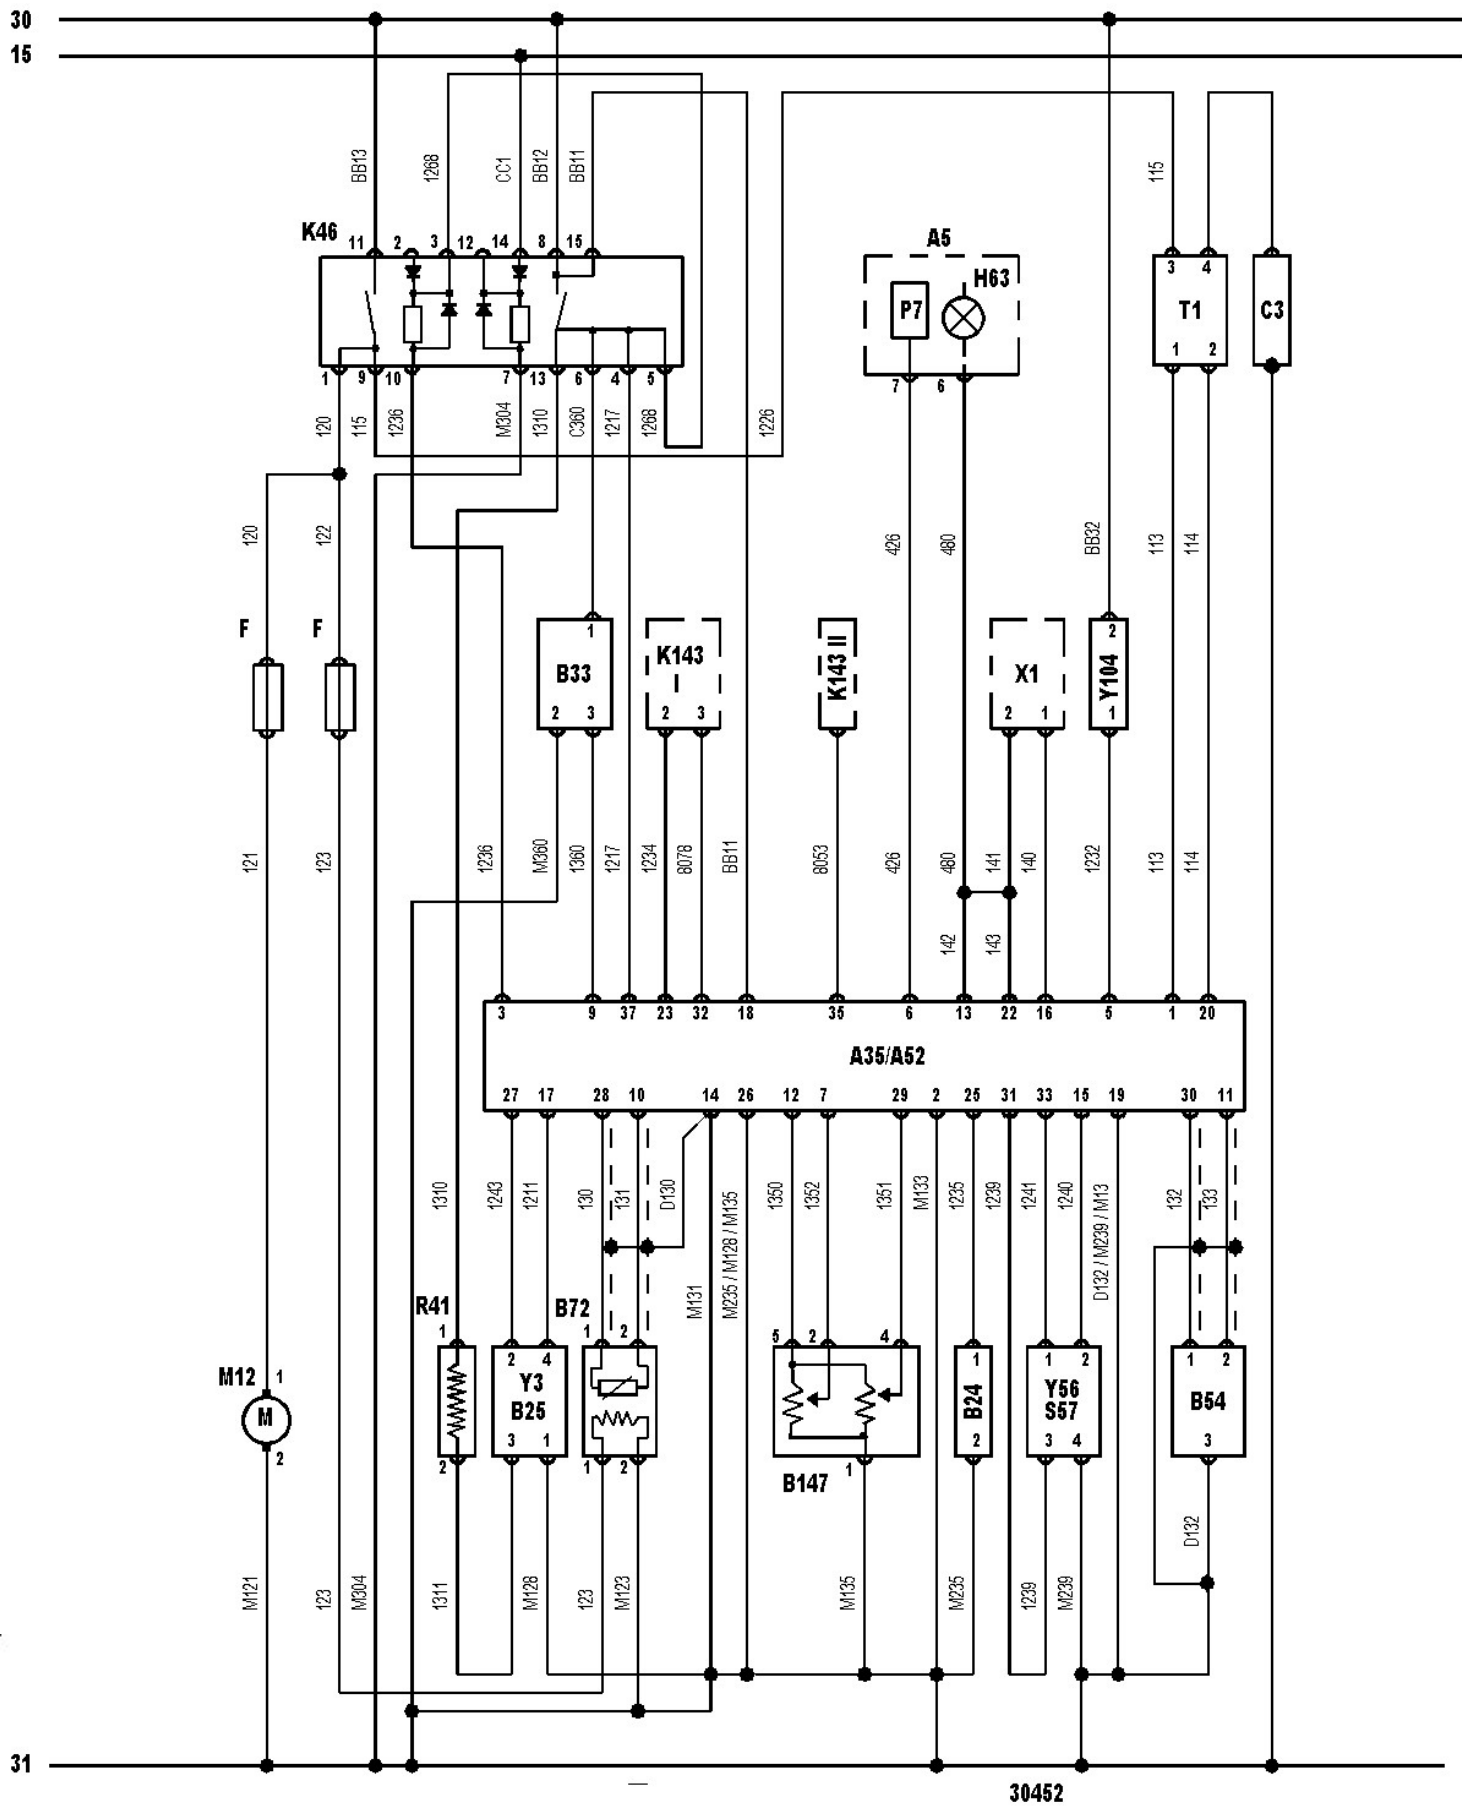 30
15
BB13 1268 CC1 BB12 BB11 115
K46 11 2 3 12 14 8 15
A5
H63
P7
3 4
T1
C3
1 2
1 9 10 7 13 6 4 5
7 6
120 115 1236 M304 1310 C360 1217 1268 1226
120 122 426 480 BB32 113 114
F F
1
B33
2 3
K143
I
2 3
K143 II
X1
2 1
2
Y104
1
121 123 1236 M360 1360 1217 1234 8078 BB11 8053 426 480 141 140 1232 113 114
142 143
3 9 37 23 32 18 35 6 13 22 16 5 1 20
A35/A52
27 17 28 10 14 26 12 7 29 2 25 31 33 15 19 30 11
1310 1243 1211 130 131 D130 M131 M235 / M128 / M135 1350 1352 1351 M133 1235 1239 1241 1240 D132 / M239 / M13 132 133
R41 B72
1 1 2 5 2 4
2 4
Y3
B25
3 1
1
B24
2
1 2
Y56
S57
3 4
1 2
B54
3
M12 1
M
2
2 1 2 1
B147
D132
M121 123 M304 1311 M128 123 M123 M135 M235 1239 M239
31
30452